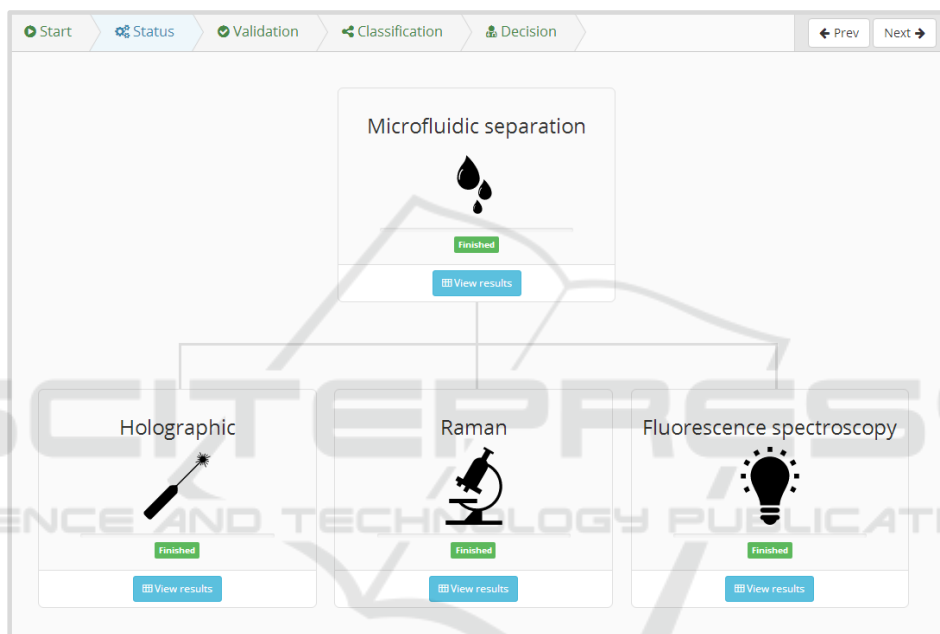 Start Status Validation Classification Decision Prev Next
Microfluidic separation
Finished
View results
SCITEPRESS
Holographic Raman Fluorescence spectroscopy
ENCE AND TECHNOLOGY PUBLICATI
Finished Finished Finished
View results View results View results